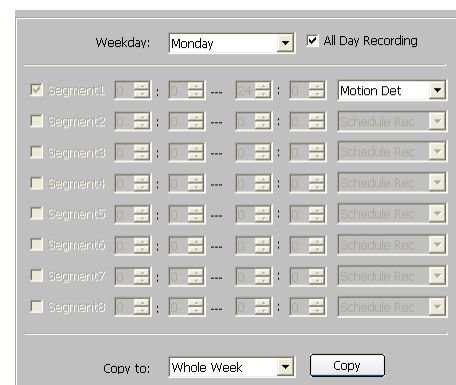 Weekday: Monday All Day Recording
Segment1 0 : 0 --- 24 : 0 Motion Det
Segment2 0 : 0 --- 0 : 0 Schedule Rec
Segment3 0 : 0 --- 0 : 0 Schedule Rec
Segment4 0 : 0 --- 0 : 0 Schedule Rec
Segment5 0 : 0 --- 0 : 0 Schedule Rec
Segment6 0 : 0 --- 0 : 0 Schedule Rec
Segment7 0 : 0 --- 0 : 0 Schedule Rec
Segment8 0 : 0 --- 0 : 0 Schedule Rec
Copy to: Whole Week Copy